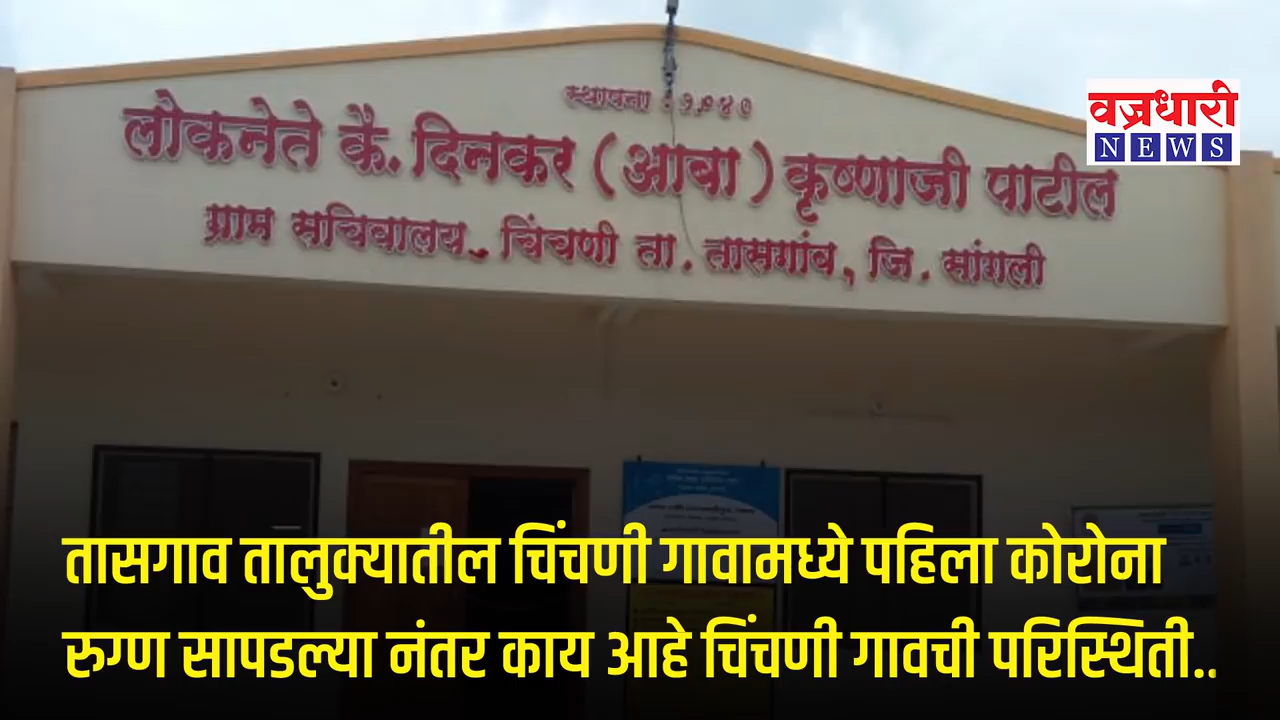 स्थापना : १९४०
लोकनेते कै. दिनकर (आबा) कृष्णाजी पाटील
ग्राम सचिवालय, चिंचणी ता. तासगांव, जि. सांगली
वज्रधारी
NEWS
तासगाव तालुक्यातील चिंचणी गावामध्ये पहिला कोरोना
रुग्ण सापडल्या नंतर काय आहे चिंचणी गावची परिस्थिती..